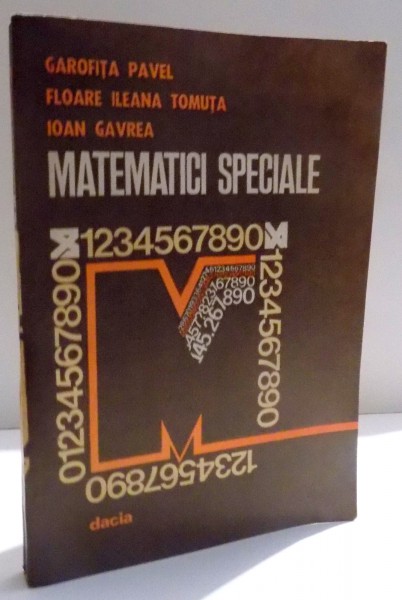 GAROFIȚA PAVEL
FLOARE ILEANA TOMUȚA
IOAN GAVREA
MATEMATICI SPECIALE
1234567890
01234567890
1234567890
1234567890
dacia